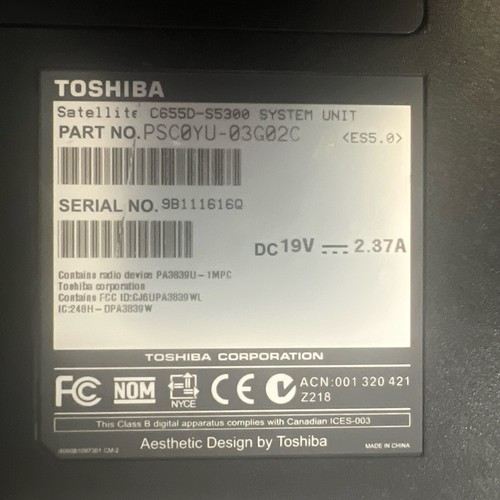 TOSHIBA
Satellite C655D-S5300 SYSTEM UNIT
PART NO. PSC0YU-03G02C <ES5.0>
SERIAL NO. 9B111616Q
DC 19V 2.37A
Contains radio device PA3839U-1MPC
Toshiba corporation
Contains FCC ID:CJ6UPA3839WL
IC:248H-DPA3839W
TOSHIBA CORPORATION
FC NOM NYCE CE ACN:001 320 421
Z218
This Class B digital apparatus complies with Canadian ICES-003
Aesthetic Design by Toshiba
MADE IN CHINA